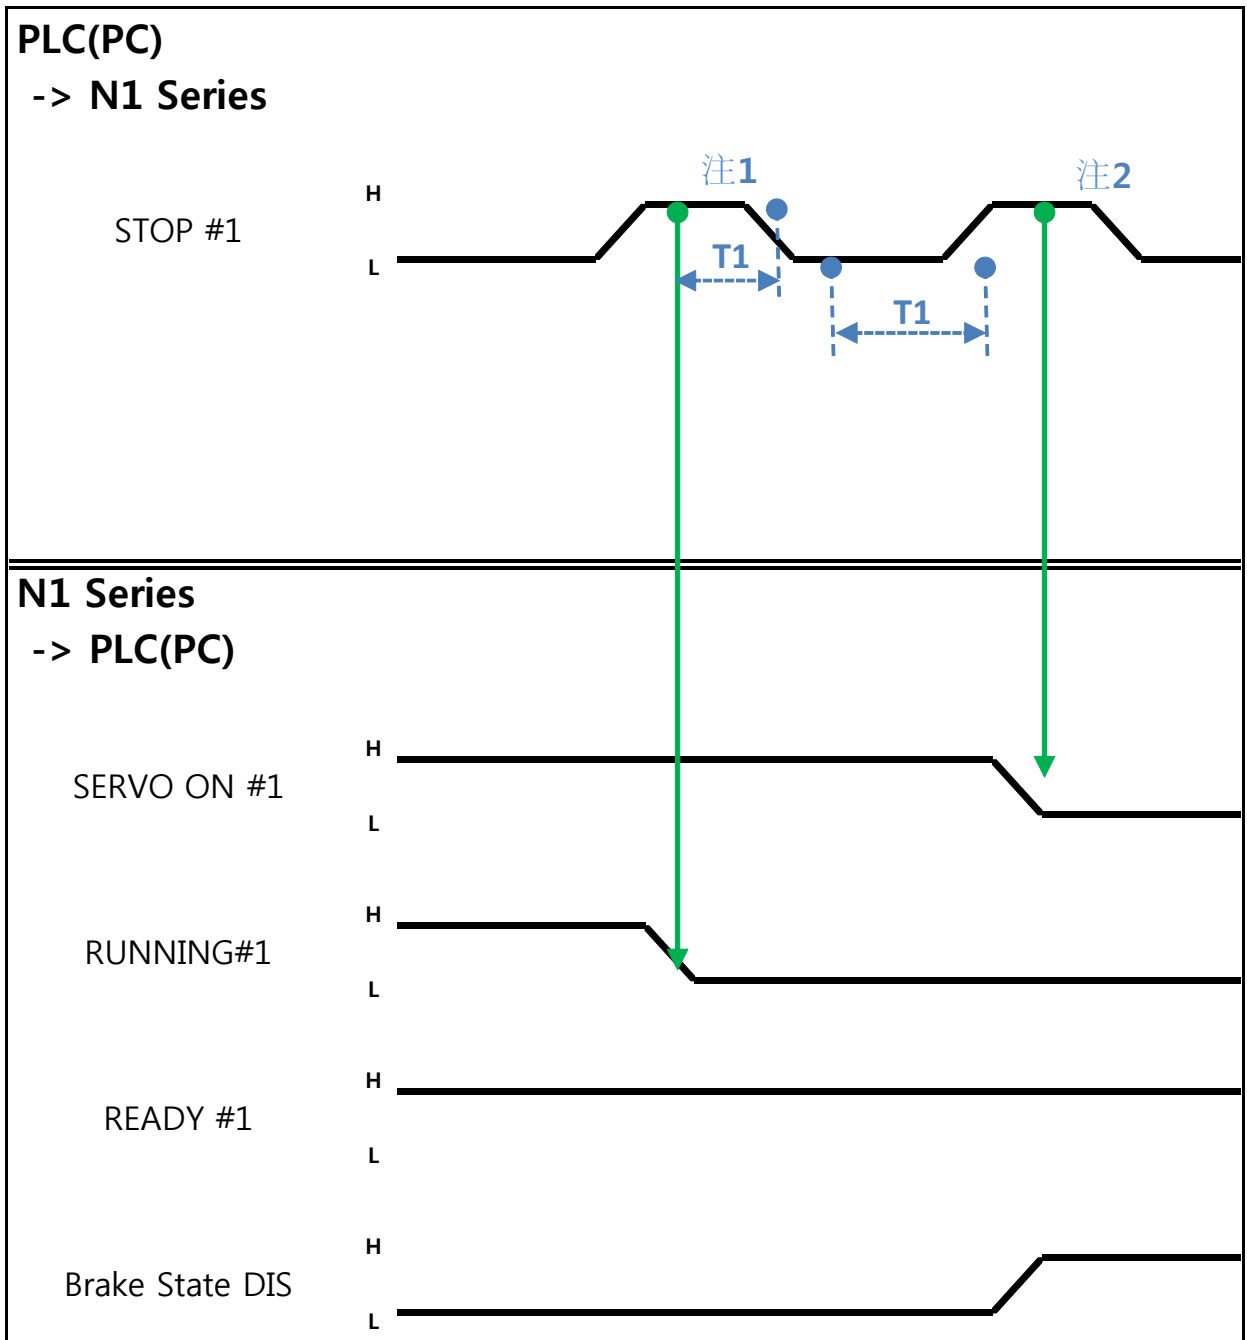 PLC(PC)
-> N1 Series
注1
注2
H
STOP #1
L
T1
T1
N1 Series
-> PLC(PC)
H
SERVO ON #1
L
H
RUNNING#1
L
H
READY #1
L
H
Brake State DIS
L